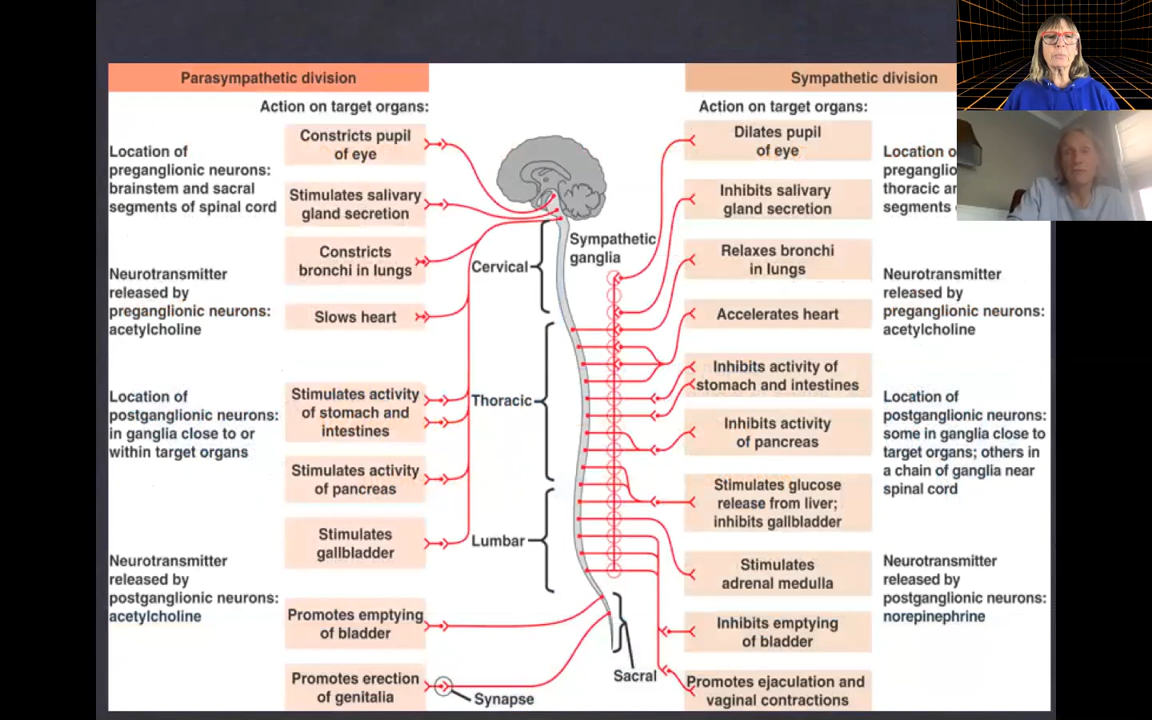 Parasympathetic division
Action on target organs:
Location of
preganglionic neurons:
brainstem and sacral
segments of spinal cord
Neurotransmitter
released by
preganglionic neurons:
acetylcholine
Location of
postganglionic neurons:
in ganglia close to or
within target organs
Neurotransmitter
released by
postganglionic neurons:
acetylcholine
Constricts pupil
of eye
Stimulates salivary
gland secretion
Constricts
bronchi in lungs
Slows heart
Stimulates activity
of stomach and
intestines
Stimulates activity
of pancreas
Stimulates
gallbladder
Promotes emptying
of bladder
Promotes erection
of genitalia
Synapse
Cervical
Sympathetic
ganglia
Thoracic
Lumbar
Sacral
Sympathetic division
Action on target organs:
Dilates pupil
of eye
Inhibits salivary
gland secretion
Relaxes bronchi
in lungs
Accelerates heart
Inhibits activity of
stomach and intestines
Inhibits activity
of pancreas
Stimulates glucose
release from liver;
inhibits gallbladder
Stimulates
adrenal medulla
Inhibits emptying
of bladder
Promotes ejaculation and
vaginal contractions
Location
thoracic
segments
Neurotransmitter
released by
preganglionic neurons:
acetylcholine
Location of
postganglionic neurons:
some in ganglia close to
target organs; others in
a chain of ganglia near
spinal cord
Neurotransmitter
released by
postganglionic neurons:
norepinephrine